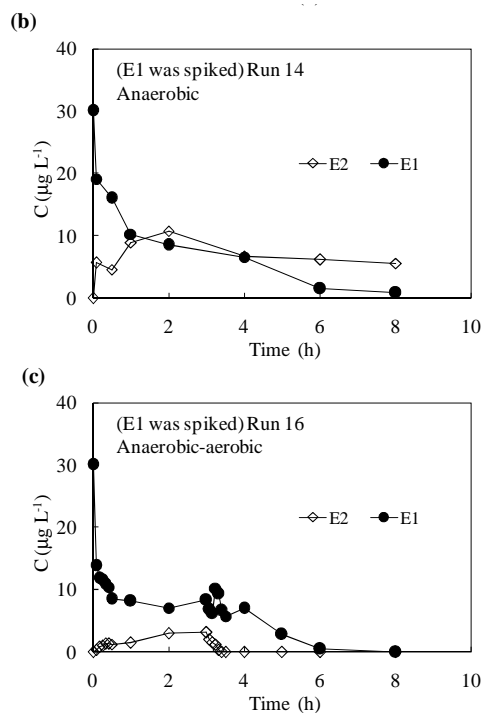 (b)
40
(E1 was spiked) Run 14
Anaerobic
30
E2 E1
20
C (µg L-1)
10
0
0 2 4 6 8 10
Time (h)
(c)
40
(E1 was spiked) Run 16
Anaerobic-aerobic
30
E2 E1
20
C (µg L-1)
10
0
0 2 4 6 8 10
Time (h)